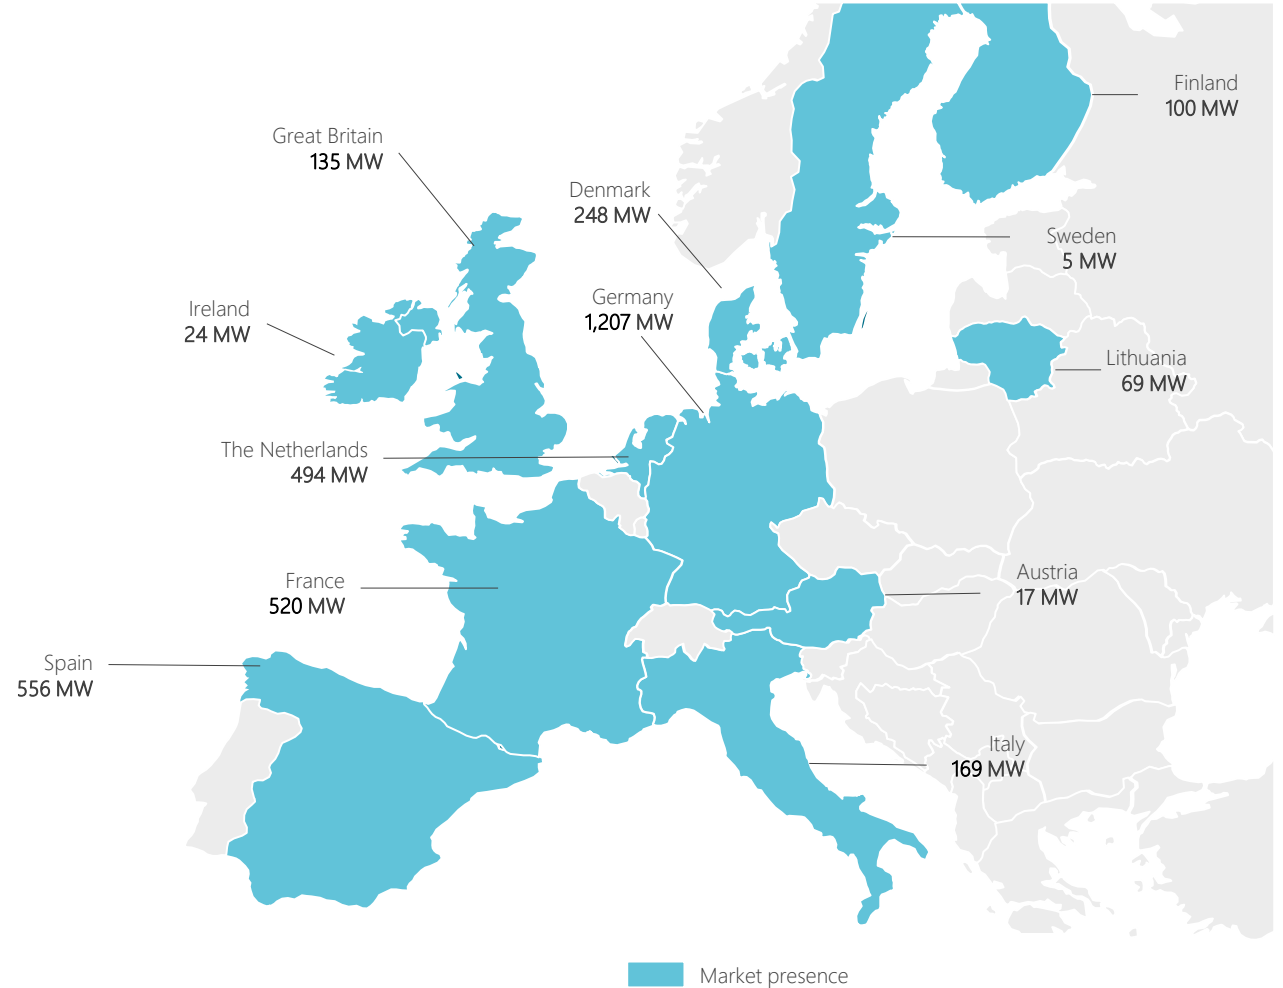 Finland
100 MW
Great Britain
135 MW
Denmark
248 MW
Sweden
5 MW
Germany
1,207 MW
Ireland
24 MW
Lithuania
69 MW
The Netherlands
494 MW
Austria
17 MW
France
520 MW
Spain
556 MW
Italy
169 MW
Market presence